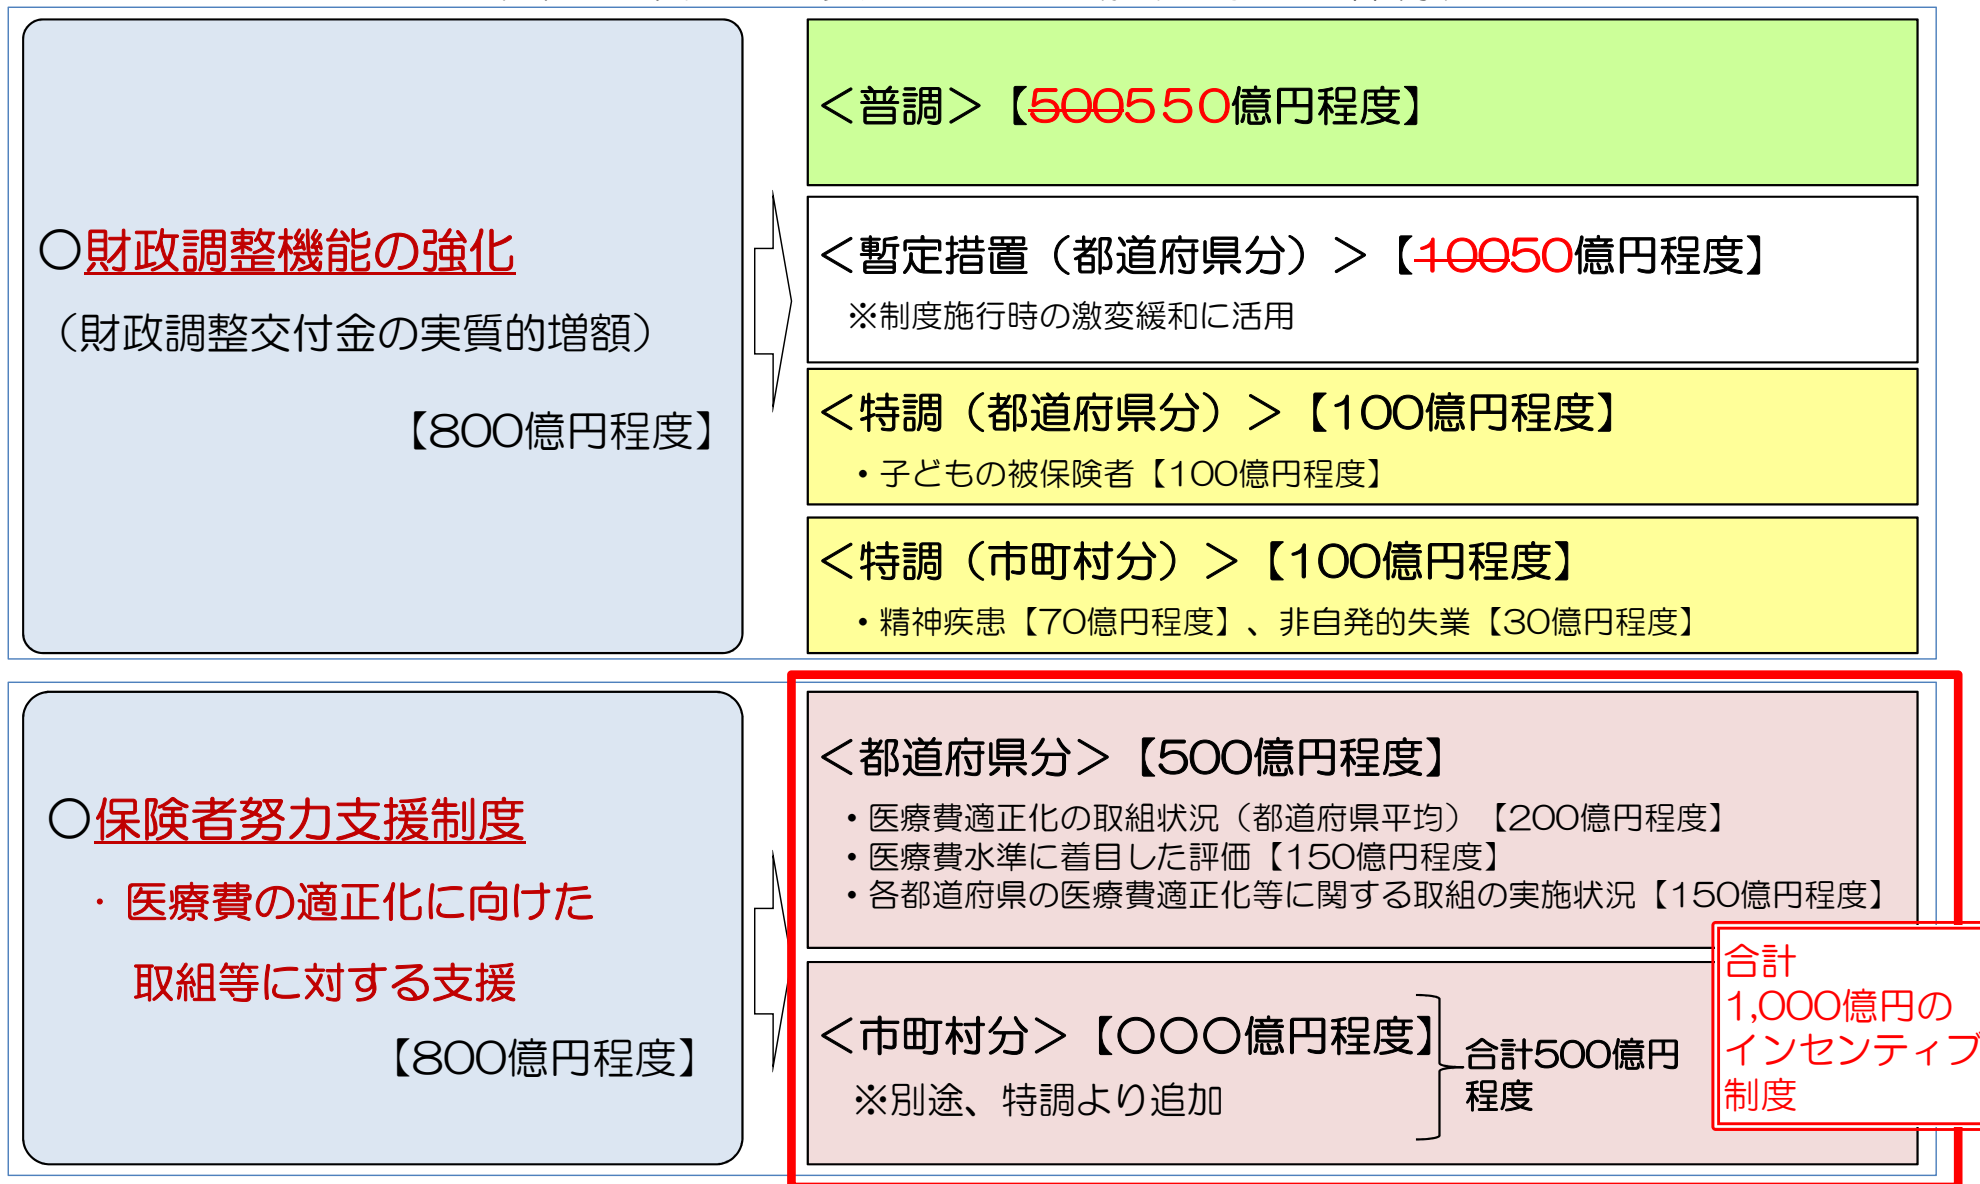 ○財政調整機能の強化
（財政調整交付金の実質的増額）
【800億円程度】
＜普調＞【500550億円程度】
＜暫定措置（都道府県分）＞【10050億円程度】
※制度施行時の激変緩和に活用
＜特調（都道府県分）＞【100億円程度】
・子どもの被保険者【100億円程度】
＜特調（市町村分）＞【100億円程度】
・精神疾患【70億円程度】、非自発的失業【30億円程度】
○保険者努力支援制度
・医療費の適正化に向けた
取組等に対する支援
【800億円程度】
＜都道府県分＞【500億円程度】
・医療費適正化の取組状況（都道府県平均）【200億円程度】
・医療費水準に着目した評価【150億円程度】
・各都道府県の医療費適正化等に関する取組の実施状況【150億円程度】
＜市町村分＞【○○○億円程度】
※別途、特調より追加
合計500億円
程度
合計
1,000億円の
インセンティブ
制度